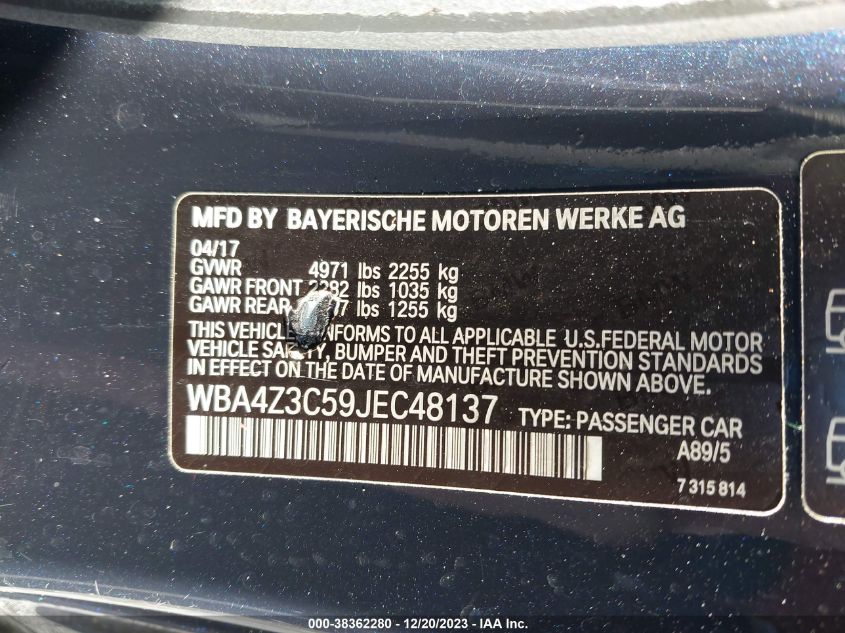 MFD BY BAYERISCHE MOTOREN WERKE AG
04/17
GVWR 4971 lbs 2255 kg
GAWR FRONT 2282 lbs 1035 kg
GAWR REAR lbs 1255 kg
THIS VEHICLE CONFORMS TO ALL APPLICABLE U.S.FEDERAL MOTOR
VEHICLE SAFETY, BUMPER AND THEFT PREVENTION STANDARDS
IN EFFECT ON THE DATE OF MANUFACTURE SHOWN ABOVE.
WBA4Z3C59JEC48137 TYPE: PASSENGER CAR
A89/5
7 315 814
000-38362280 - 12/20/2023 - IAA Inc.